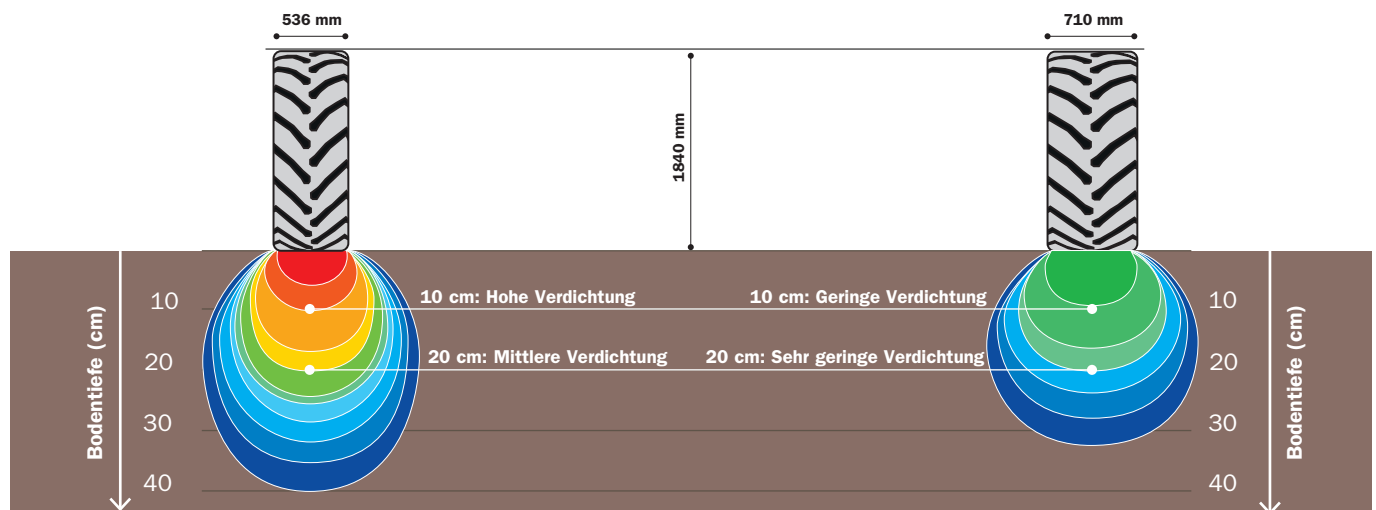 536 mm
710 mm
1840 mm
Bodentiefe (cm)
10
20
30
40
10 cm: Hohe Verdichtung
20 cm: Mittlere Verdichtung
10 cm: Geringe Verdichtung
20 cm: Sehr geringe Verdichtung
10
20
30
40
Bodentiefe (cm)